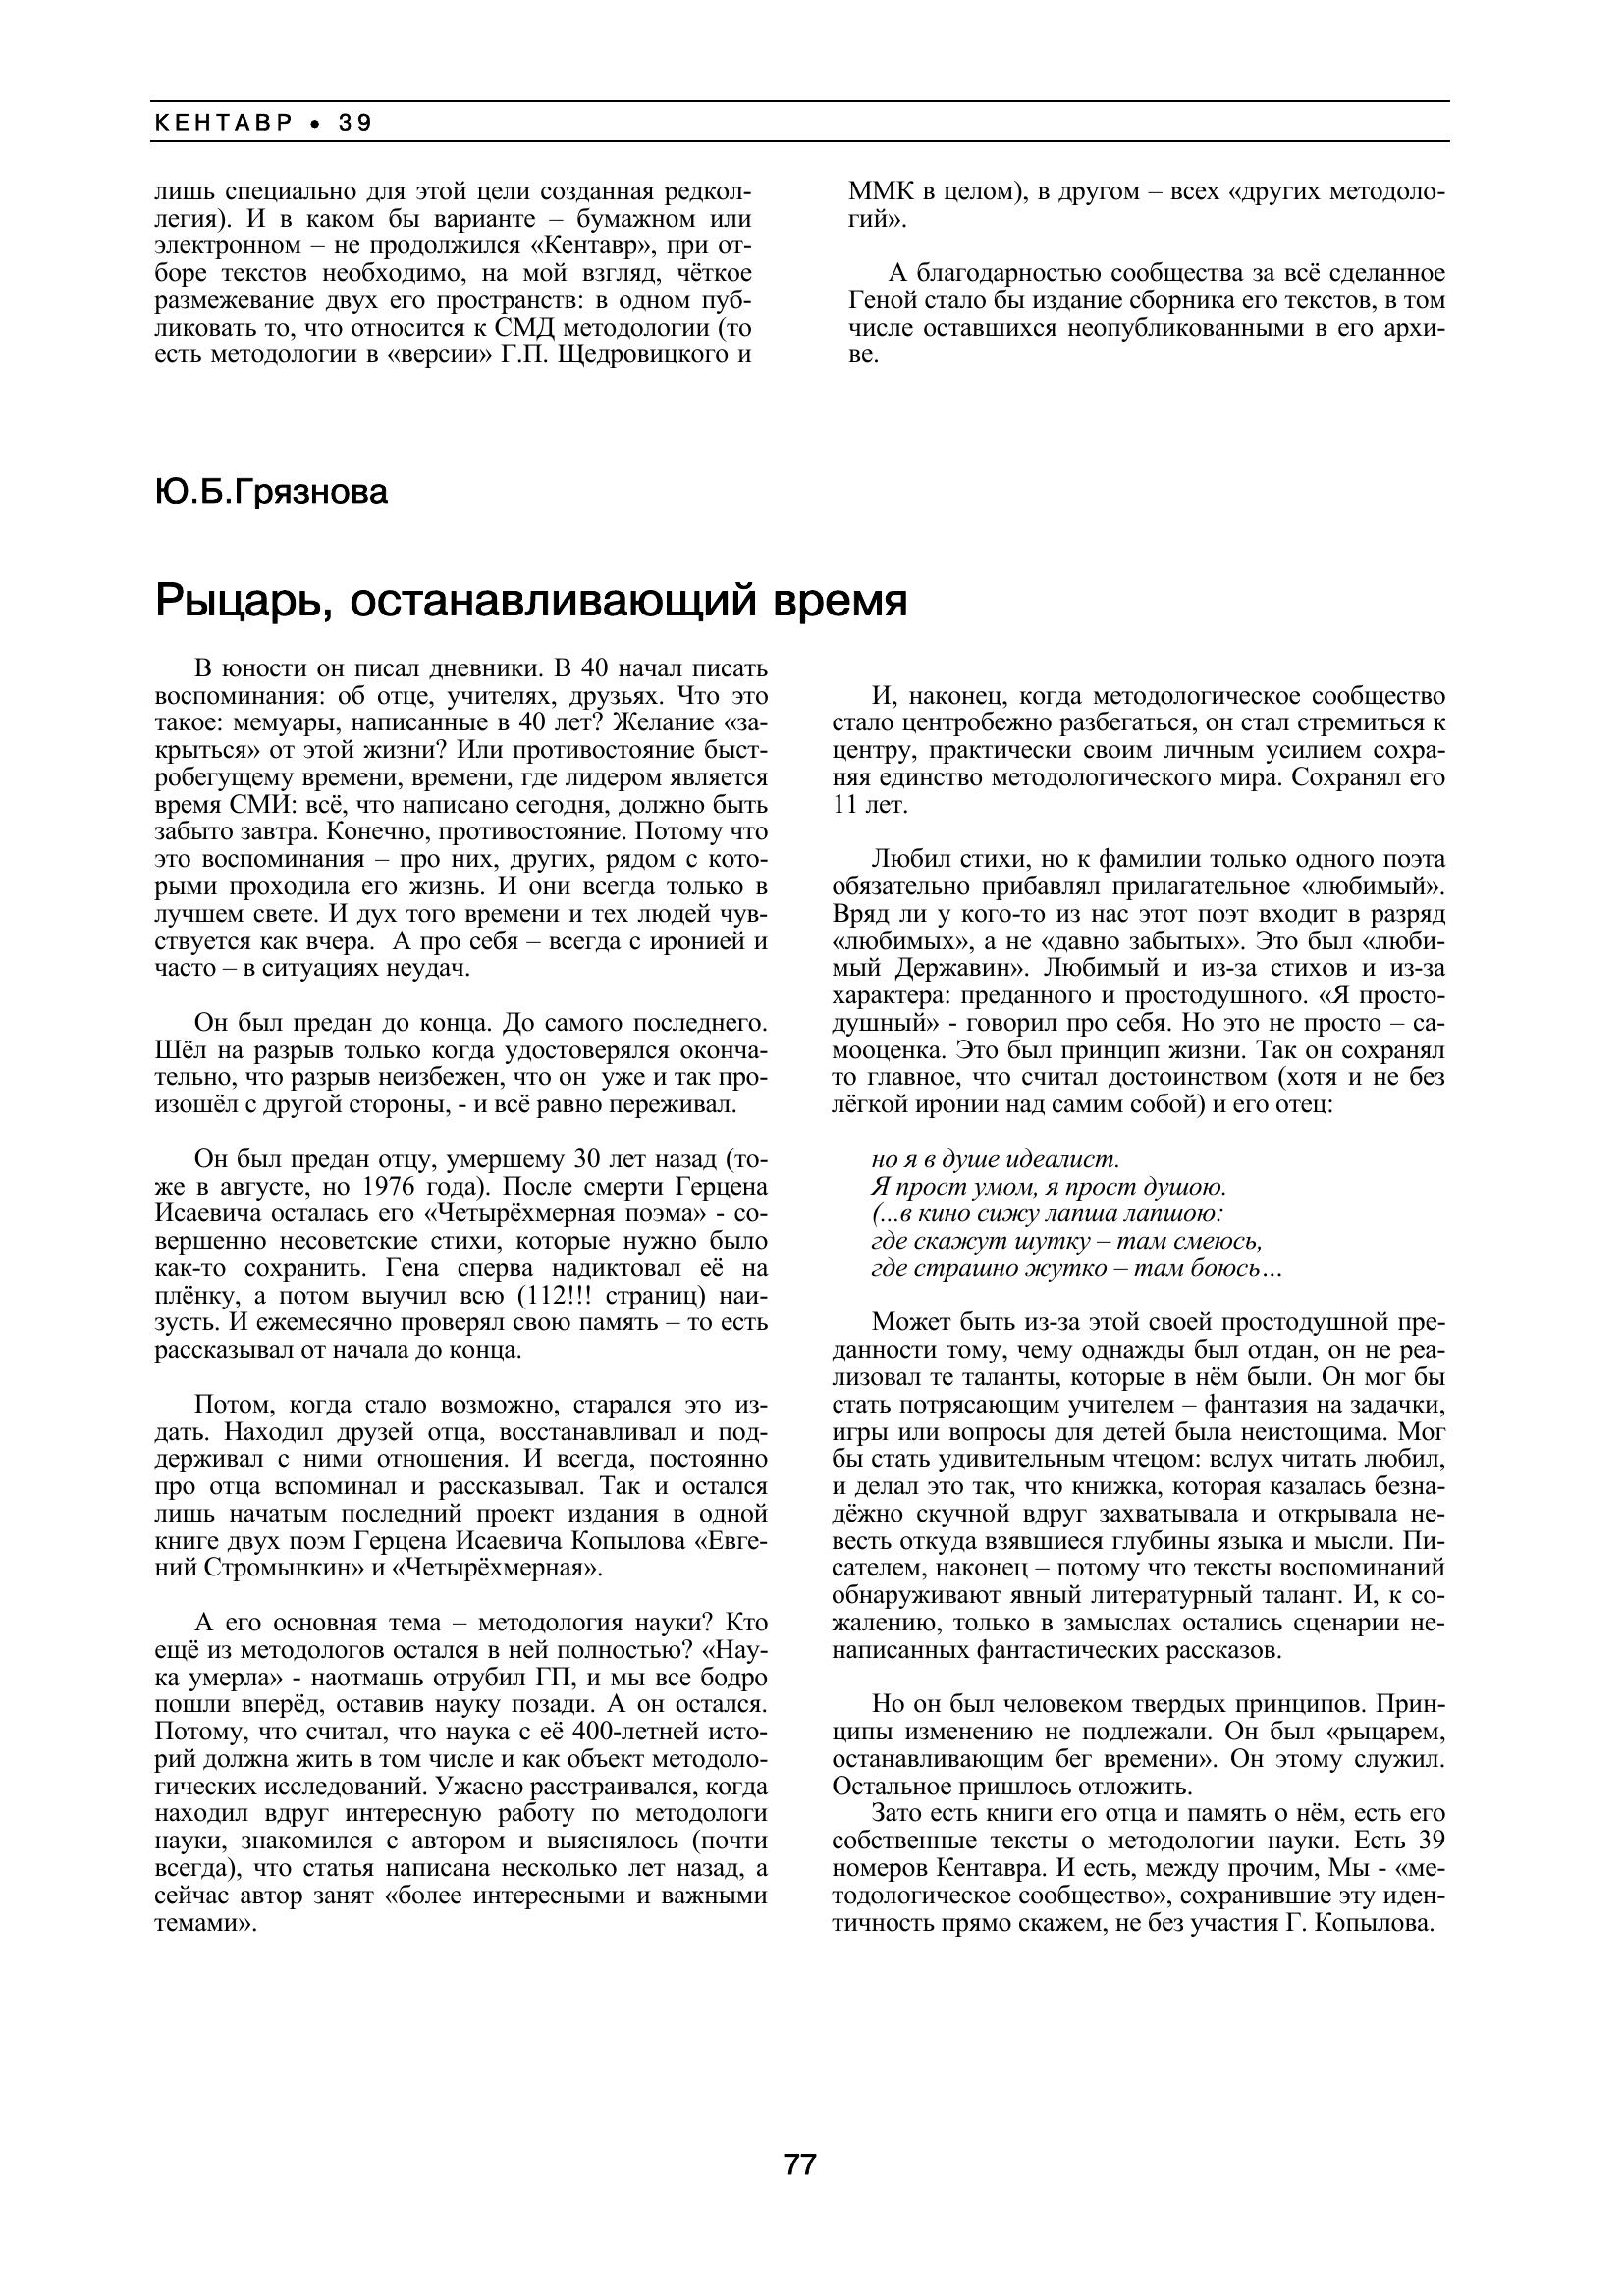 КЕНТАВР • 39
лишь специально для этой цели созданная редкол-
легия). И в каком бы варианте – бумажном или
электронном – не продолжился «Кентавр», при от-
боре текстов необходимо, на мой взгляд, чёткое
размежевание двух его пространств: в одном пуб-
ликовать то, что относится к СМД методологии (то
есть методологии в «версии» Г.П. Щедровицкого и
ММК в целом), в другом – всех «других методоло-
гий».
А благодарностью сообщества за всё сделанное
Геной стало бы издание сборника его текстов, в том
числе оставшихся неопубликованными в его архи-
ве.
Ю.Б.Грязнова
Рыцарь, останавливающий время
В юности он писал дневники. В 40 начал писать
воспоминания: об отце, учителях, друзьях. Что это
такое: мемуары, написанные в 40 лет? Желание «за-
крыться» от этой жизни? Или противостояние быст-
робегущему времени, времени, где лидером является
время СМИ: всё, что написано сегодня, должно быть
забыто завтра. Конечно, противостояние. Потому что
это воспоминания – про них, других, рядом с кото-
рыми проходила его жизнь. И они всегда только в
лучшем свете. И дух того времени и тех людей чув-
ствуется как вчера.  А про себя – всегда с иронией и
часто – в ситуациях неудач.
Он был предан до конца. До самого последнего.
Шёл на разрыв только когда удостоверялся оконча-
тельно, что разрыв неизбежен, что он  уже и так про-
изошёл с другой стороны, - и всё равно переживал.
Он был предан отцу, умершему 30 лет назад (то-
же в августе, но 1976 года). После смерти Герцена
Исаевича осталась его «Четырёхмерная поэма» - со-
вершенно несоветские стихи, которые нужно было
как-то сохранить. Гена сперва надиктовал её на
плёнку, а потом выучил всю (112!!! страниц) наи-
зусть. И ежемесячно проверял свою память – то есть
рассказывал от начала до конца.
Потом, когда стало возможно, старался это из-
дать. Находил друзей отца, восстанавливал и под-
держивал с ними отношения. И всегда, постоянно
про отца вспоминал и рассказывал. Так и остался
лишь начатым последний проект издания в одной
книге двух поэм Герцена Исаевича Копылова «Евге-
ний Стромынкин» и «Четырёхмерная».
А его основная тема – методология науки? Кто
ещё из методологов остался в ней полностью? «Нау-
ка умерла» - наотмашь отрубил ГП, и мы все бодро
пошли вперёд, оставив науку позади. А он остался.
Потому, что считал, что наука с её 400-летней исто-
рий должна жить в том числе и как объект методоло-
гических исследований. Ужасно расстраивался, когда
находил вдруг интересную работу по методологи
науки, знакомился с автором и выяснялось (почти
всегда), что статья написана несколько лет назад, а
сейчас автор занят «более интересными и важными
темами».
И, наконец, когда методологическое сообщество
стало центробежно разбегаться, он стал стремиться к
центру, практически своим личным усилием сохра-
няя единство методологического мира. Сохранял его
11 лет.
Любил стихи, но к фамилии только одного поэта
обязательно прибавлял прилагательное «любимый».
Вряд ли у кого-то из нас этот поэт входит в разряд
«любимых», а не «давно забытых». Это был «люби-
мый Державин». Любимый и из-за стихов и из-за
характера: преданного и простодушного. «Я просто-
душный» - говорил про себя. Но это не просто – са-
мооценка. Это был принцип жизни. Так он сохранял
то главное, что считал достоинством (хотя и не без
лёгкой иронии над самим собой) и его отец:
но я в душе идеалист.
Я прост умом, я прост душою.
(...в кино сижу лапша лапшою:
где скажут шутку – там смеюсь,
где страшно жутко – там боюсь…
Может быть из-за этой своей простодушной пре-
данности тому, чему однажды был отдан, он не реа-
лизовал те таланты, которые в нём были. Он мог бы
стать потрясающим учителем – фантазия на задачки,
игры или вопросы для детей была неистощима. Мог
бы стать удивительным чтецом: вслух читать любил,
и делал это так, что книжка, которая казалась безна-
дёжно скучной вдруг захватывала и открывала не-
весть откуда взявшиеся глубины языка и мысли. Пи-
сателем, наконец – потому что тексты воспоминаний
обнаруживают явный литературный талант. И, к со-
жалению, только в замыслах остались сценарии не-
написанных фантастических рассказов.
Но он был человеком твердых принципов. Прин-
ципы изменению не подлежали. Он был «рыцарем,
останавливающим бег времени». Он этому служил.
Остальное пришлось отложить.
Зато есть книги его отца и память о нём, есть его
собственные тексты о методологии науки. Есть 39
номеров Кентавра. И есть, между прочим, Мы - «ме-
тодологическое сообщество», сохранившие эту иден-
тичность прямо скажем, не без участия Г. Копылова.
77